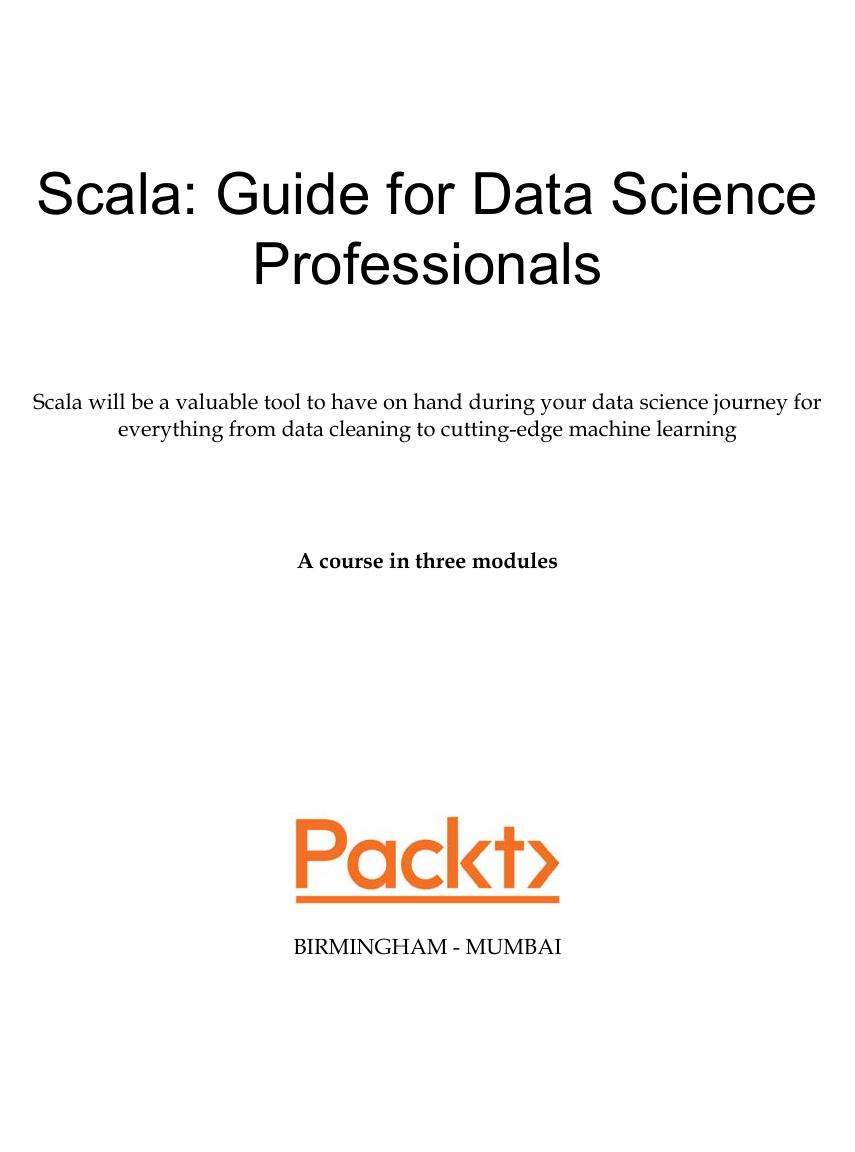 Scala: Guide for Data Science
Professionals
Scala will be a valuable tool to have on hand during your data science journey for
everything from data cleaning to cutting-edge machine learning
A course in three modules
Packt
BIRMINGHAM - MUMBAI